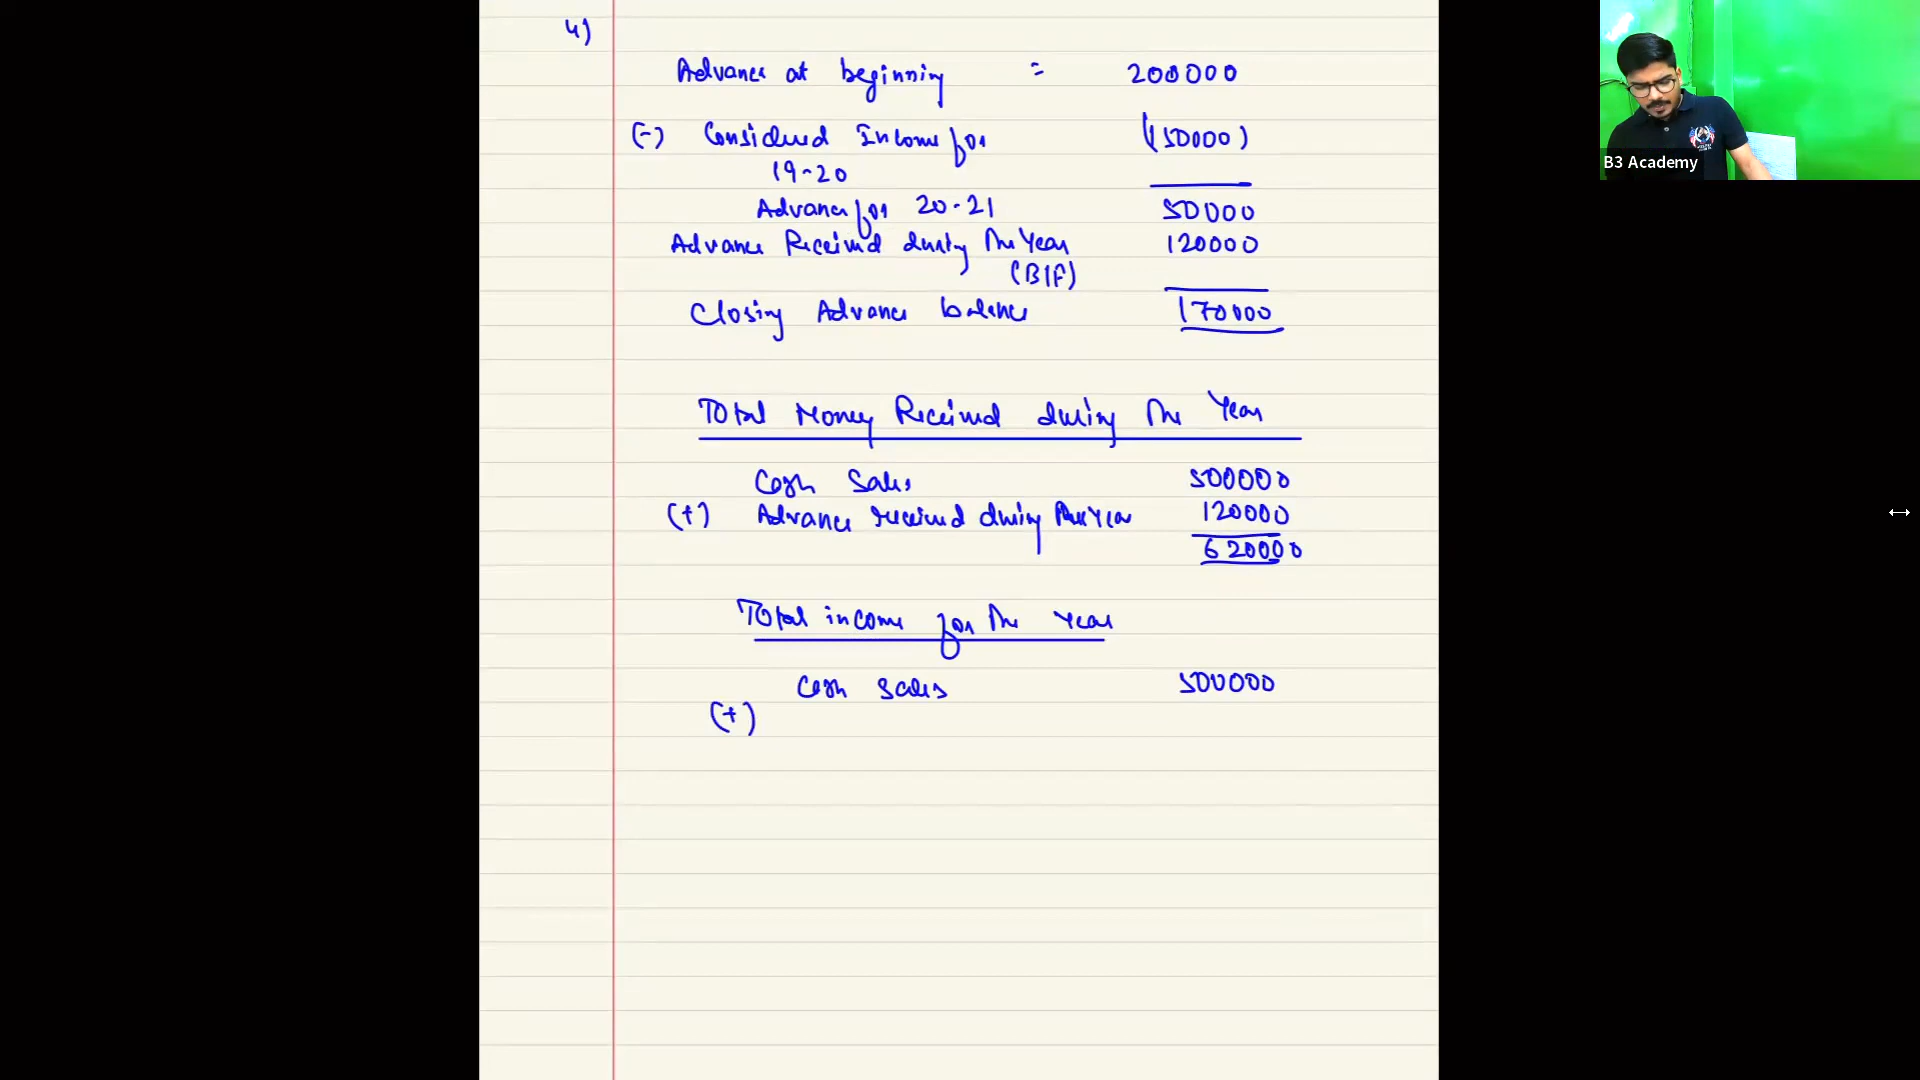 4)
Advance at beginning = 200000
(-) Considered Income for (150000)
19-20
Advance for 20-21 50000
Advance Received during the Year 120000
(B/F)
Closing Advance balance 170000
Total Money Received during the Year
Cash Sales 500000
(+) Advance received during the Year 120000
620000
Total income for the Year
Cash Sales 500000
(+)
B3 Academy